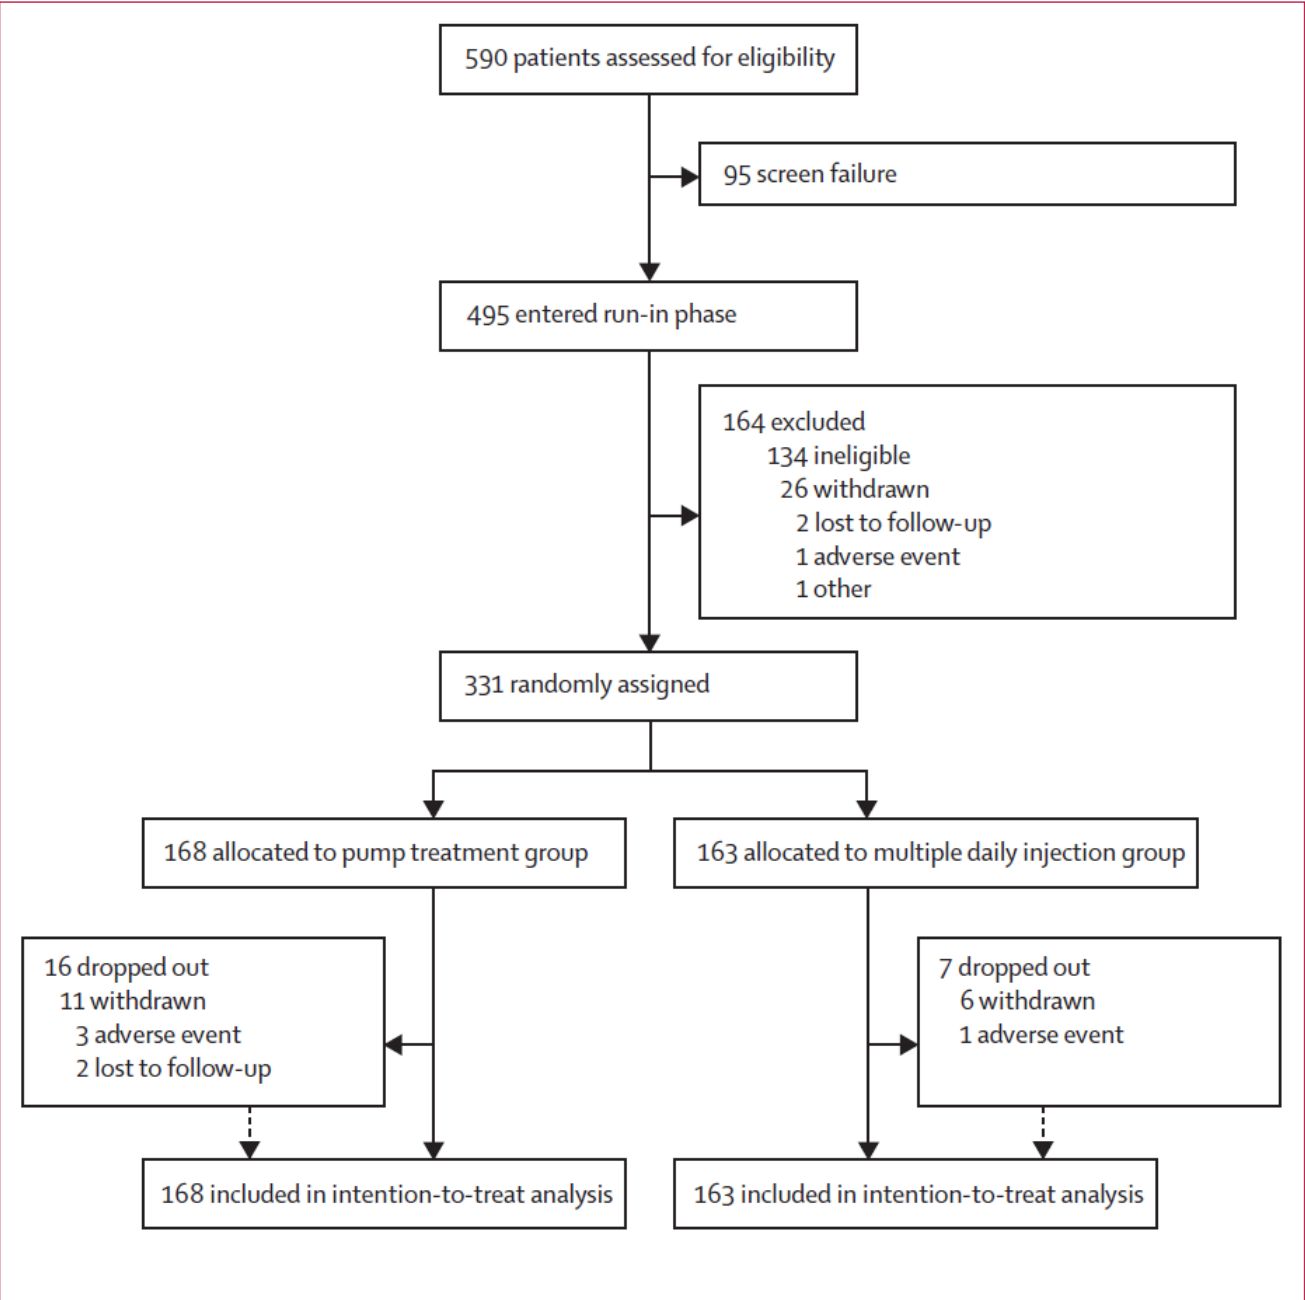 590 patients assessed for eligibility
95 screen failure
495 entered run-in phase
164 excluded
134 ineligible
26 withdrawn
2 lost to follow-up
1 adverse event
1 other
331 randomly assigned
168 allocated to pump treatment group
163 allocated to multiple daily injection group
16 dropped out
11 withdrawn
3 adverse event
2 lost to follow-up
7 dropped out
6 withdrawn
1 adverse event
168 included in intention-to-treat analysis
163 included in intention-to-treat analysis